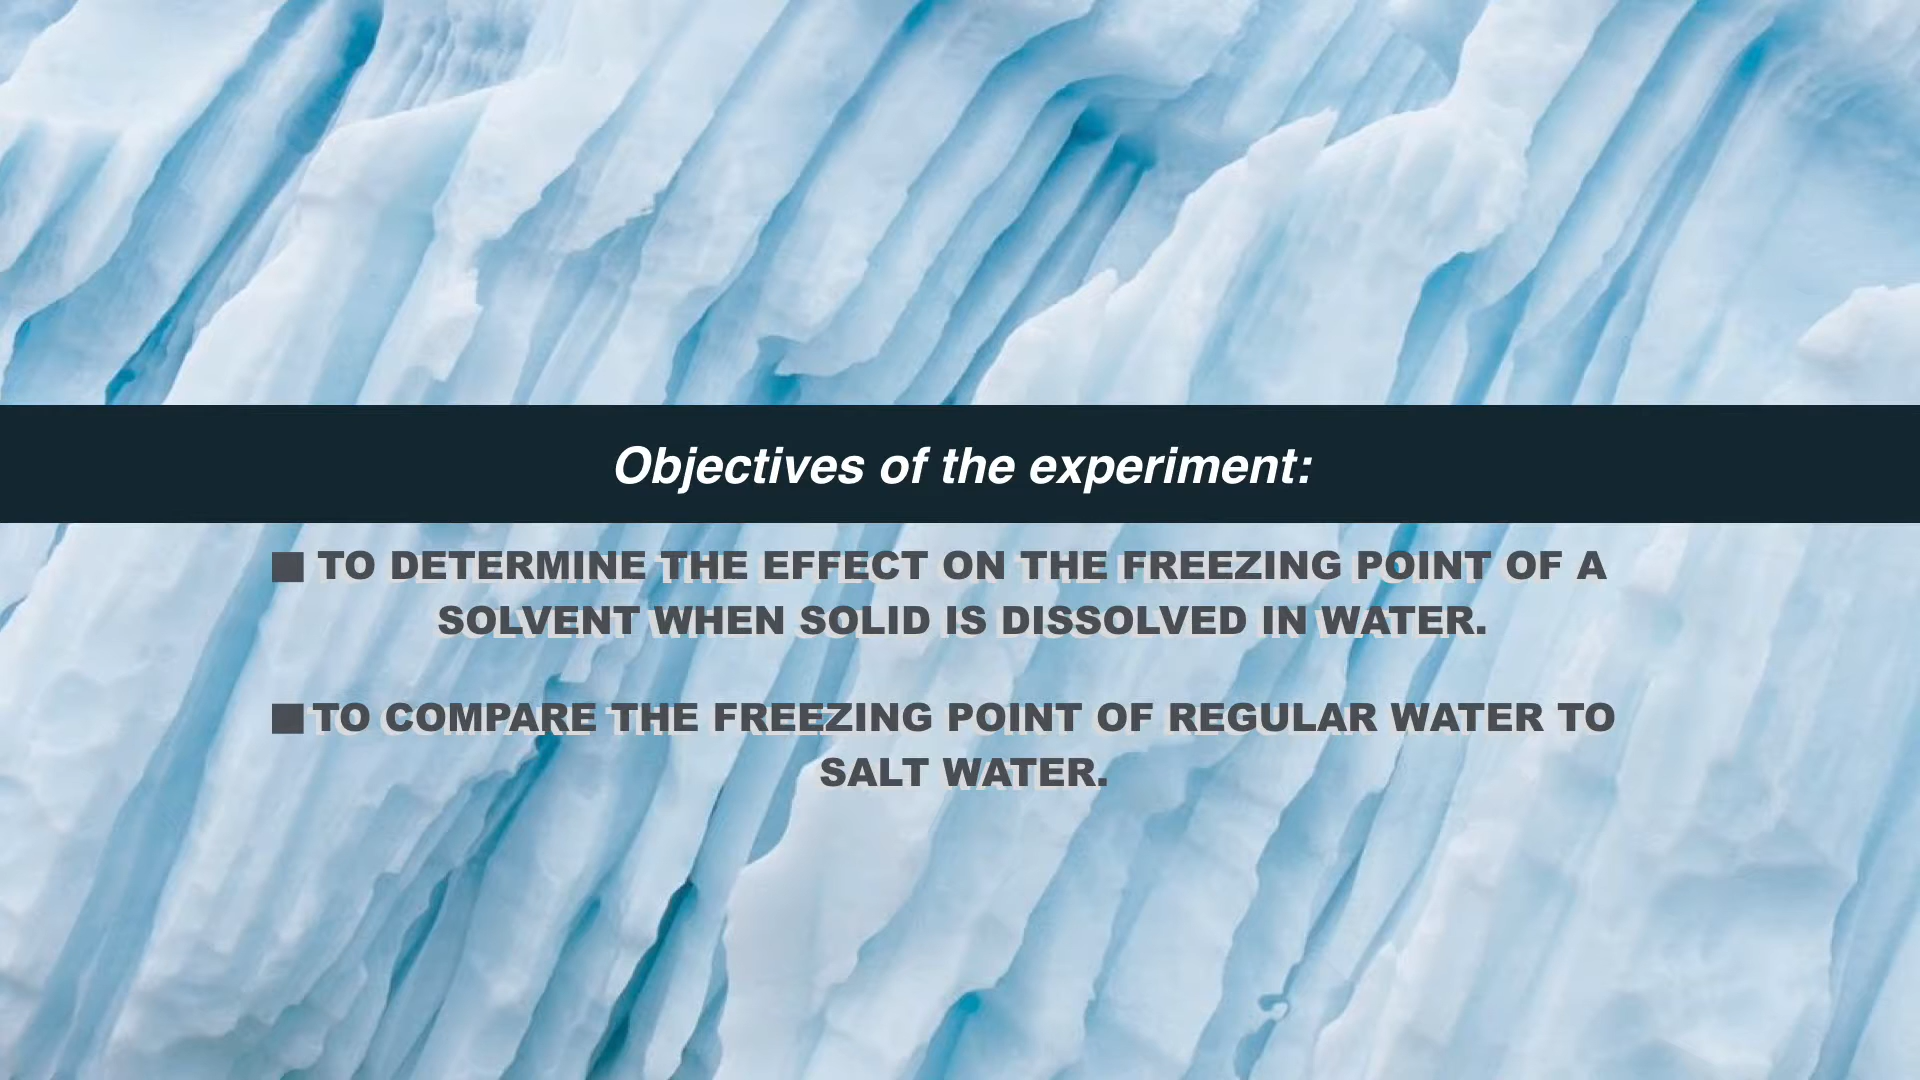 Objectives of the experiment:
■ TO DETERMINE THE EFFECT ON THE FREEZING POINT OF A
SOLVENT WHEN SOLID IS DISSOLVED IN WATER.
■ TO COMPARE THE FREEZING POINT OF REGULAR WATER TO
SALT WATER.